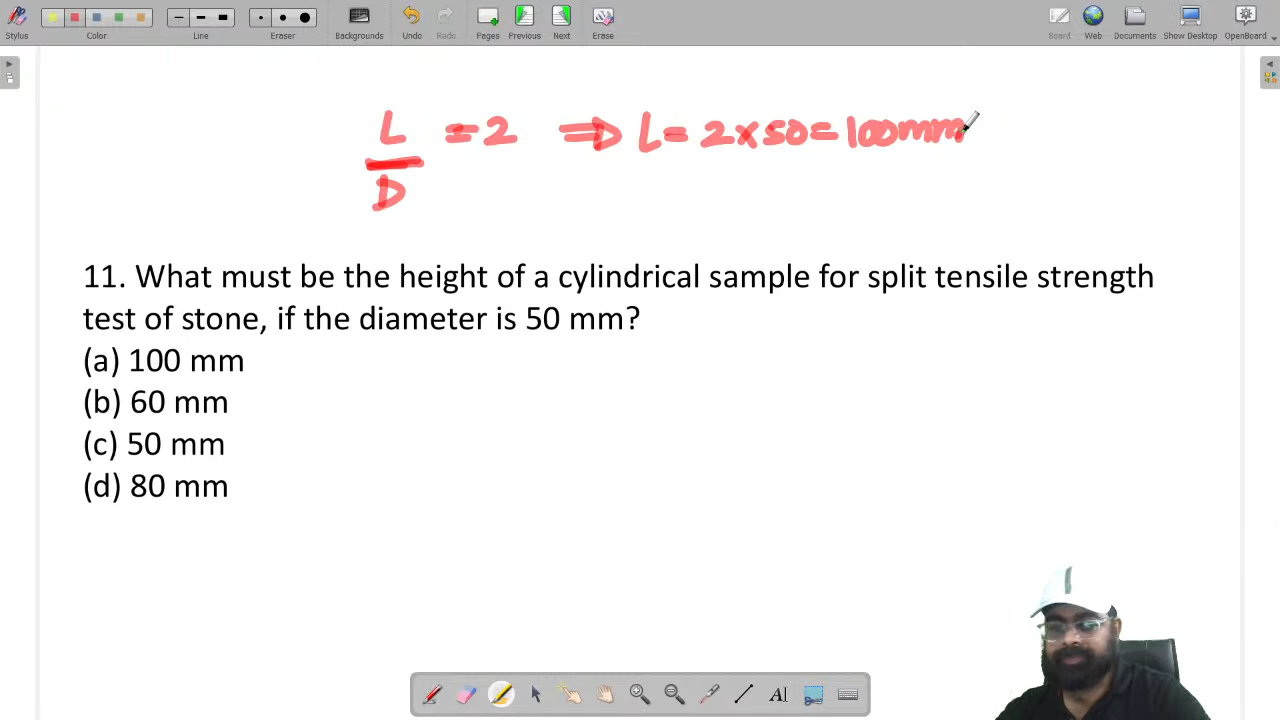 Stylus
Color
Line
Eraser
Backgrounds
Undo
Redo
Pages
Previous
Next
Erase
Board
Web
Documents
Show Desktop
OpenBoard
L
— = 2 ⇒ L = 2 x 50 = 100mm
D
11. What must be the height of a cylindrical sample for split tensile strength
test of stone, if the diameter is 50 mm?
(a) 100 mm
(b) 60 mm
(c) 50 mm
(d) 80 mm
AI